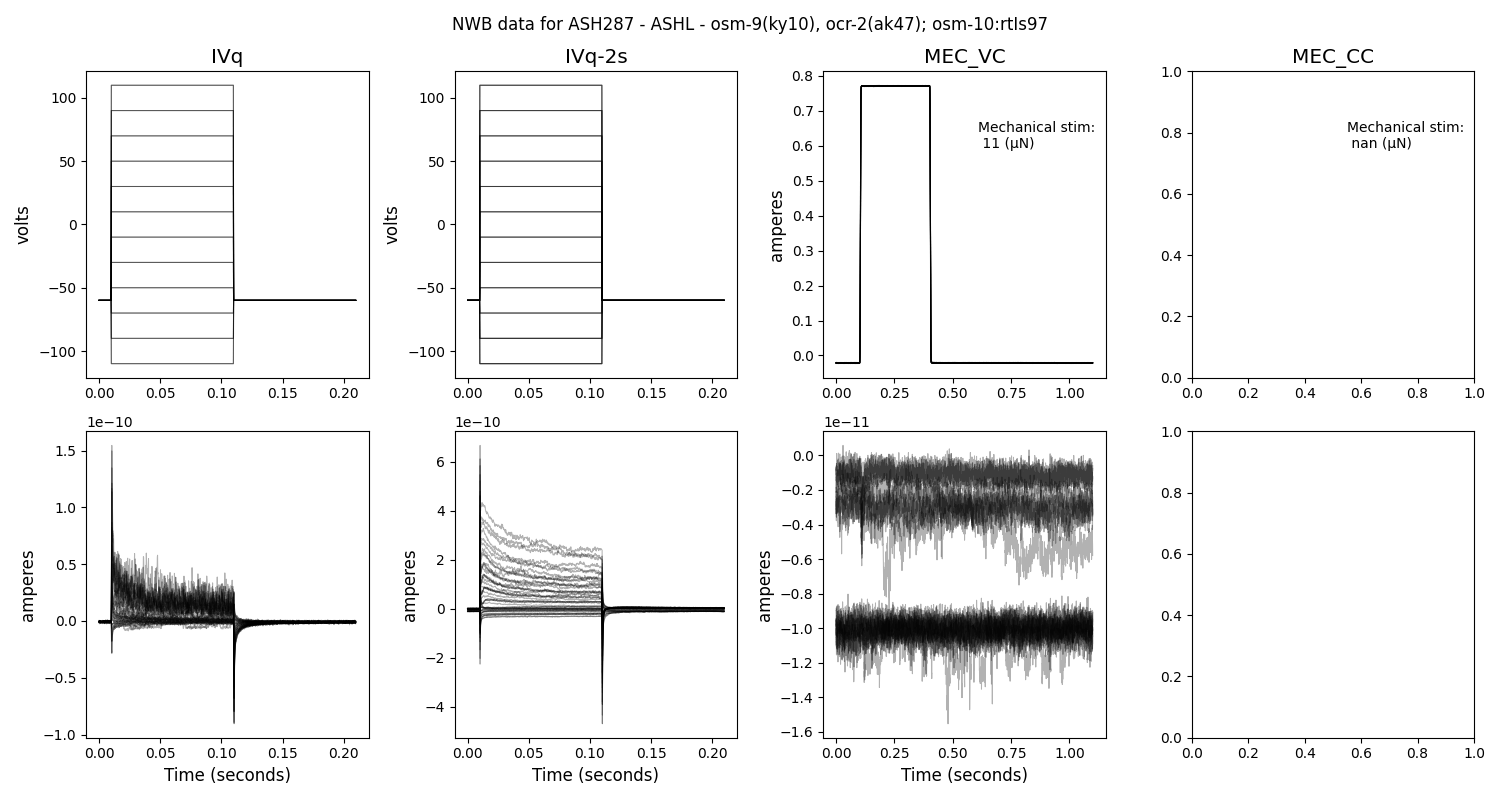 NWB data for ASH287 - ASHL - osm-9(ky10), ocr-2(ak47); osm-10:rtIs97
IVq
IVq-2s
MEC_VC
MEC_CC
volts
100
50
0
−50
−100
0.00 0.05 0.10 0.15 0.20
volts
100
50
0
−50
−100
0.00 0.05 0.10 0.15 0.20
amperes
0.8
0.7
0.6
0.5
0.4
0.3
0.2
0.1
0.0
Mechanical stim:
11 (μN)
0.00 0.25 0.50 0.75 1.00
1.0
0.8
0.6
0.4
0.2
0.0
Mechanical stim:
nan (μN)
0.0 0.2 0.4 0.6 0.8 1.0
1e−10
amperes
1.5
1.0
0.5
0.0
−0.5
−1.0
0.00 0.05 0.10 0.15 0.20
Time (seconds)
1e−10
amperes
6
4
2
0
−2
−4
0.00 0.05 0.10 0.15 0.20
Time (seconds)
1e−11
amperes
0.0
−0.2
−0.4
−0.6
−0.8
−1.0
−1.2
−1.4
−1.6
0.00 0.25 0.50 0.75 1.00
Time (seconds)
1.0
0.8
0.6
0.4
0.2
0.0
0.0 0.2 0.4 0.6 0.8 1.0